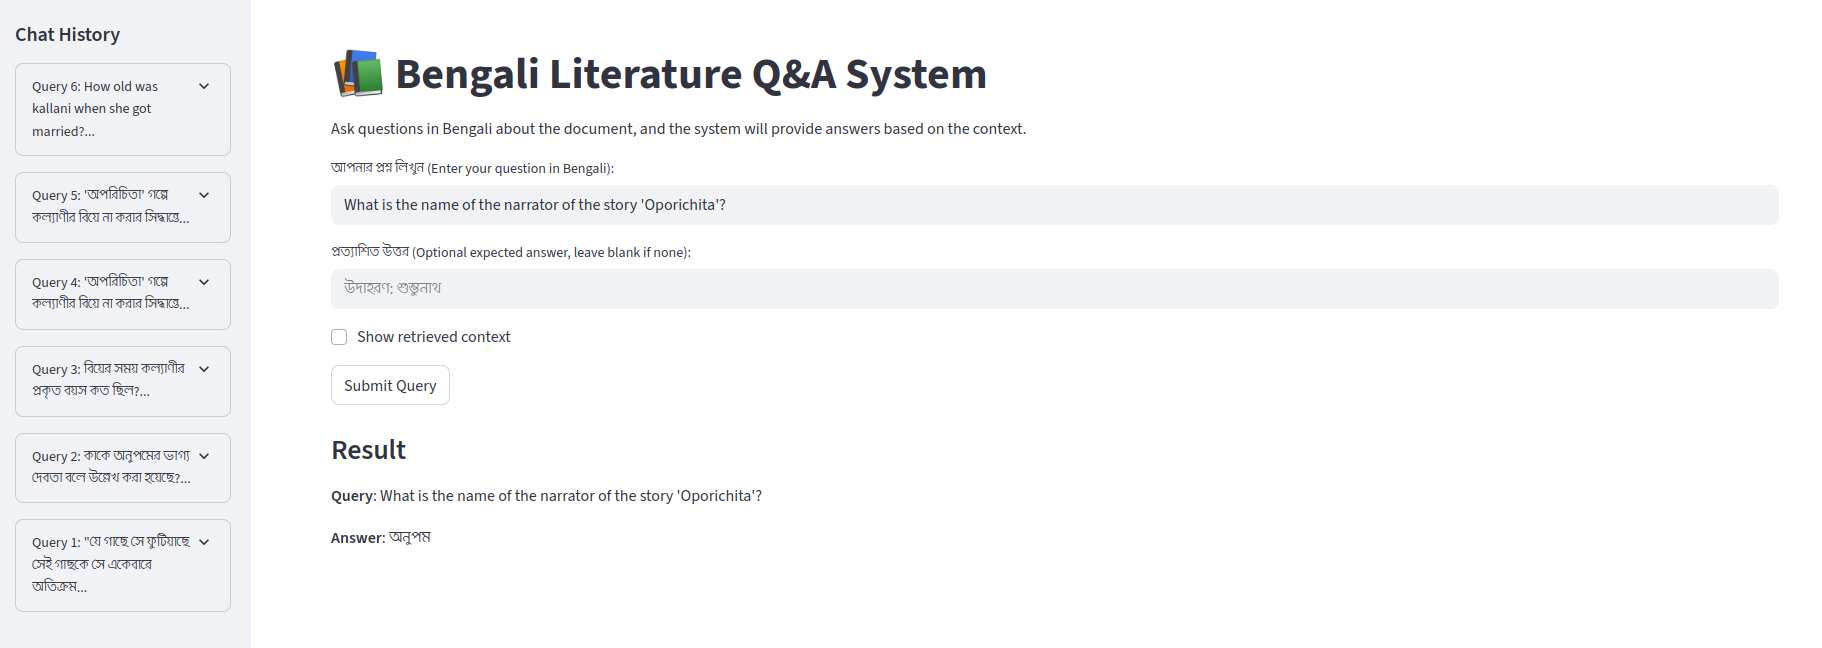 Chat History
Query 6: How old was
kallani when she got
married?...
Query 5: 'অপরিচিতা' গল্পে
কল্যাণীর বিয়ে না করার সিদ্ধান্তে...
Query 4: 'অপরিচিতা' গল্পে
কল্যাণীর বিয়ে না করার সিদ্ধান্তে...
Query 3: বিয়ের সময় কল্যাণীর
প্রকৃত বয়স কত ছিল?...
Query 2: কাকে অনুপমের ভাগ্য
দেবতা বলে উল্লেখ করা হয়েছে?...
Query 1: "যে গাছে সে ফুটিয়াছে
সেই গাছকে সে একেবারে
অতিক্রম...
Bengali Literature Q&A System
Ask questions in Bengali about the document, and the system will provide answers based on the context.
আপনার প্রশ্ন লিখুন (Enter your question in Bengali):
What is the name of the narrator of the story 'Oporichita'?
প্রত্যাশিত উত্তর (Optional expected answer, leave blank if none):
উদাহরণ: শুম্ভুনাথ
Show retrieved context
Submit Query
Result
Query: What is the name of the narrator of the story 'Oporichita'?
Answer: অনুপম